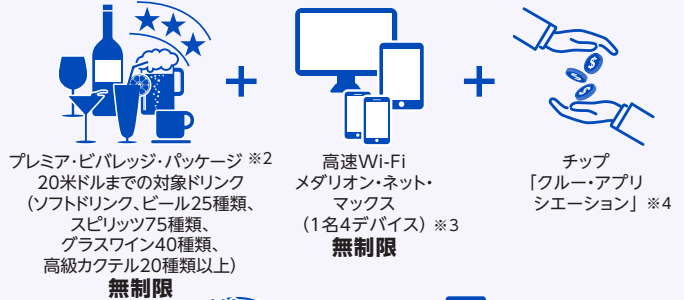 プレミア・ビバレッジ・パッケージ ※2
20米ドルまでの対象ドリンク
(ソフトドリンク、ビール25種類、
スピリッツ75種類、
グラスワイン40種類、
高級カクテル20種類以上)
無制限
高速Wi-Fi
メダリオン・ネット・
マックス
(1名4デバイス) ※3
無制限
チップ
「クルー・アプリ
シエーション」 ※4